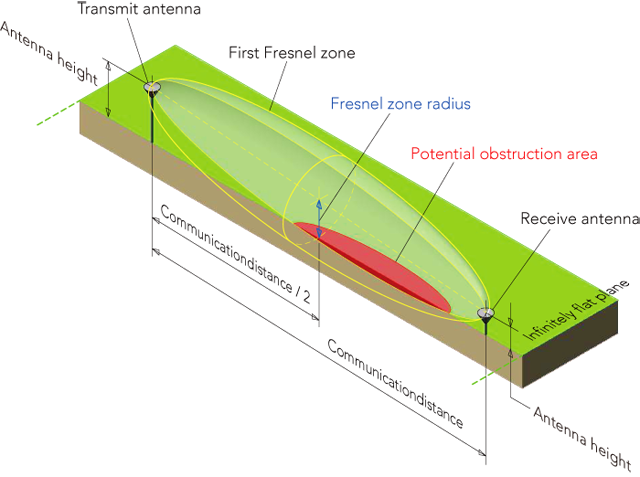 Transmit antenna
Antenna height
First Fresnel zone
Fresnel zone radius
Potential obstruction area
Receive antenna
Communicationdistance / 2
Infinitely flat plane
Communicationdistance
Antenna height